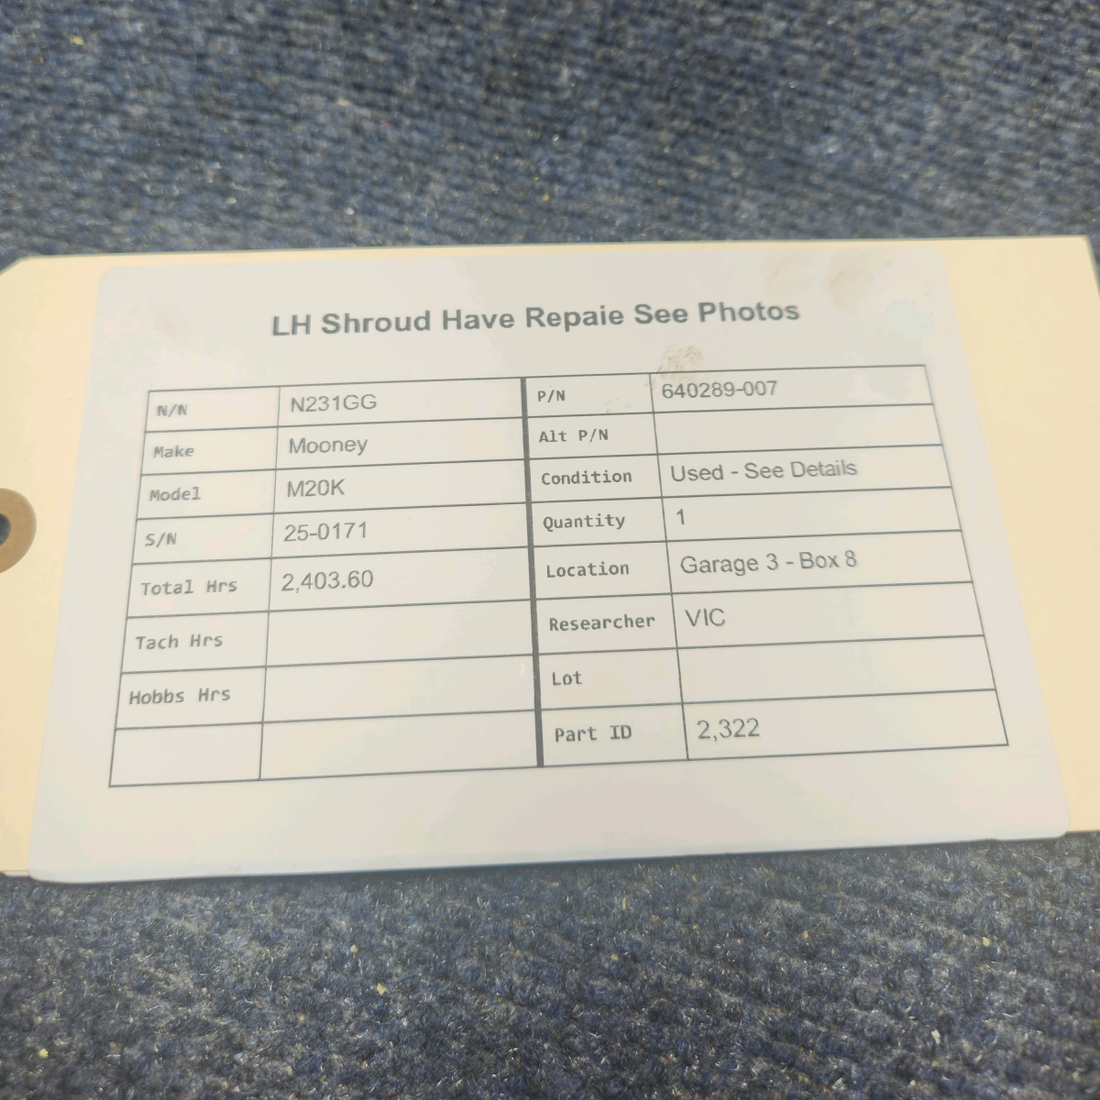 LH Shroud Have Repaie See Photos
N/N N231GG P/N 640289-007
Make Mooney Alt P/N
Model M20K Condition Used - See Details
S/N 25-0171 Quantity 1
Total Hrs 2,403.60 Location Garage 3 - Box 8
Tach Hrs Researcher VIC
Hobbs Hrs Lot
Part ID 2,322